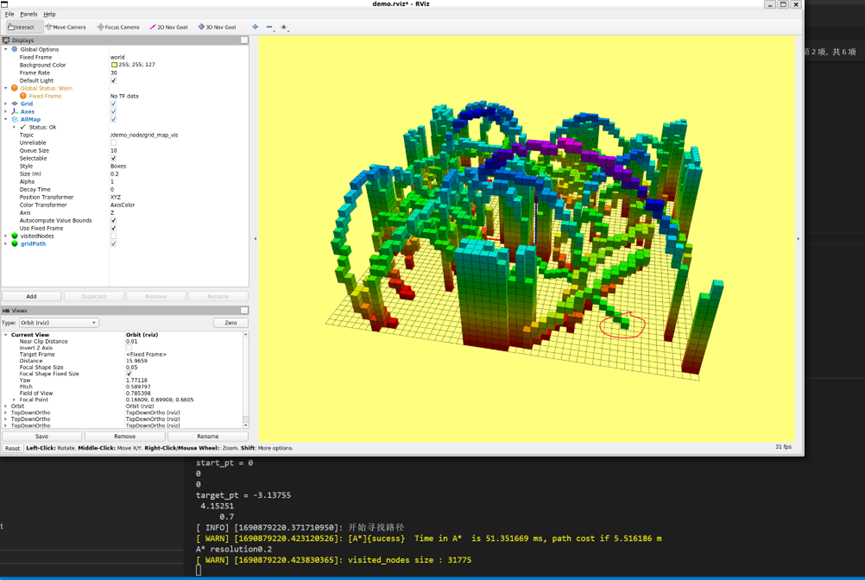 demo.rviz* - RViz
File Panels Help
Interact Move Camera Focus Camera 2D Nav Goal 3D Nav Goal
第 2 项, 共 6 项
Displays
Global Options
Fixed Frame world
Background Color 255; 255; 127
Frame Rate 30
Default Light
Global Status: Warn
Fixed Frame No TF data
Grid
Axes
AllMap
Status: Ok
Topic /demo_node/grid_map_vis
Unreliable
Queue Size 10
Selectable
Style Boxes
Size (m) 0.2
Alpha 1
Decay Time 0
Position Transformer XYZ
Color Transformer AxisColor
Axis Z
Autocompute Value Bounds
Use Fixed Frame
visitedNodes
gridPath
Add Duplicate Remove Rename
Views
Type: Orbit (rviz) Zero
Current View Orbit (rviz)
Near Clip Distance 0.01
Invert Z Axis
Target Frame <Fixed Frame>
Distance 15.9659
Focal Shape Size 0.05
Focal Shape Fixed Size
Yaw 1.77118
Pitch 0.589797
Field of View 0.785398
Focal Point 0.16609; 0.69908; 0.6605
Orbit Orbit (rviz)
TopDownOrtho TopDownOrtho (rviz)
TopDownOrtho TopDownOrtho (rviz)
TopDownOrtho TopDownOrtho (rviz)
Save Remove Rename
Reset Left-Click: Rotate. Middle-Click: Move X/Y. Right-Click/Mouse Wheel:: Zoom. Shift: More options. 31 fps
start_pt = 0
0
0
target_pt = -3.13755
4.15251
0.7
[ INFO] [1690879220.371710950]: 开始寻找路径
[ WARN] [1690879220.423120526]: [A*]{sucess} Time in A* is 51.351669 ms, path cost if 5.516186 m
A* resolution0.2
[ WARN] [1690879220.423830365]: visited_nodes size : 31775
t